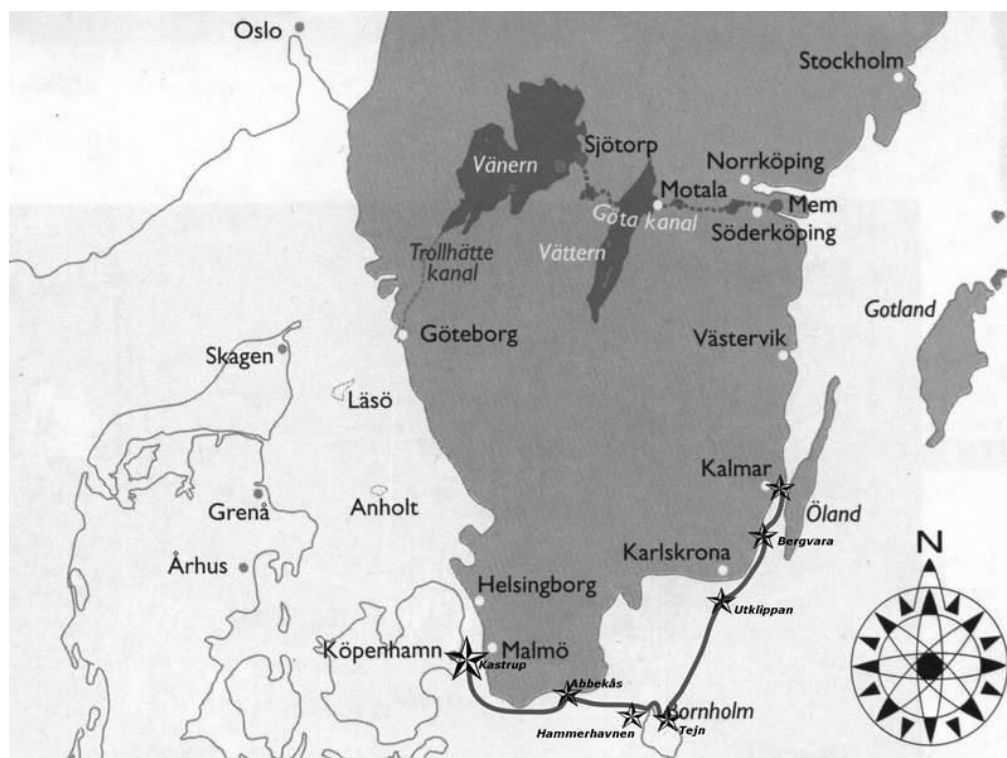 Oslo
Stockholm
Sjötorp
Vänern
Norrköping
Motala
Mem
Göta kanal
Söderköping
Trollhätte
kanal
Vättern
Gotland
Göteborg
Västervik
Skagen
Läsö
Kalmar
Grenå
Anholt
Öland
Bergvara
N
Karlskrona
Århus
Helsingborg
Utklippan
Köpenhamn
Malmö
Kastrup
Abbekås
Bornholm
Hammerhavnen
Tejn